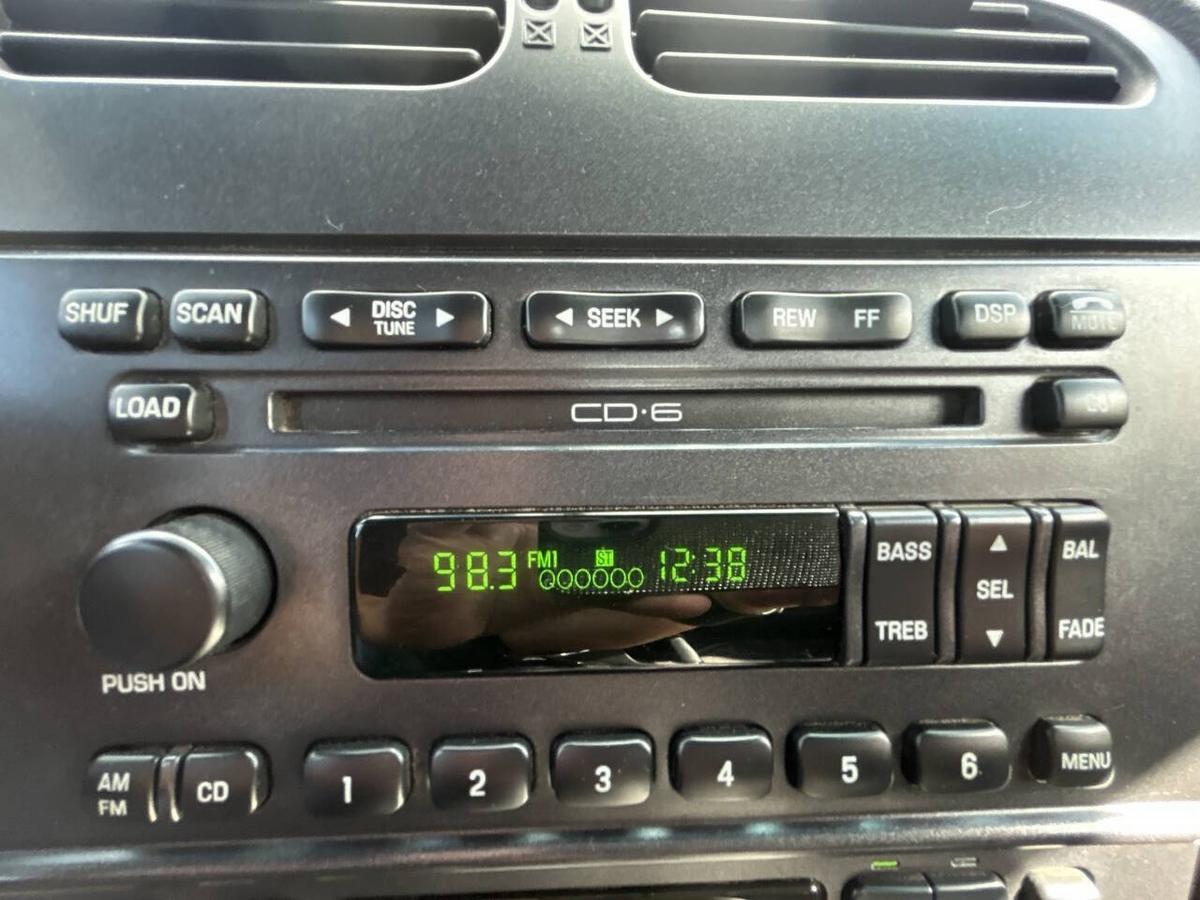 SHUF SCAN ◄ DISC TUNE ► ◄ SEEK ► REW FF DSP MUTE
LOAD CD·6
98.3 FM1 ST 12:38
BASS ▲ BAL
SEL
TREB ▼ FADE
PUSH ON
AM FM CD 1 2 3 4 5 6 MENU